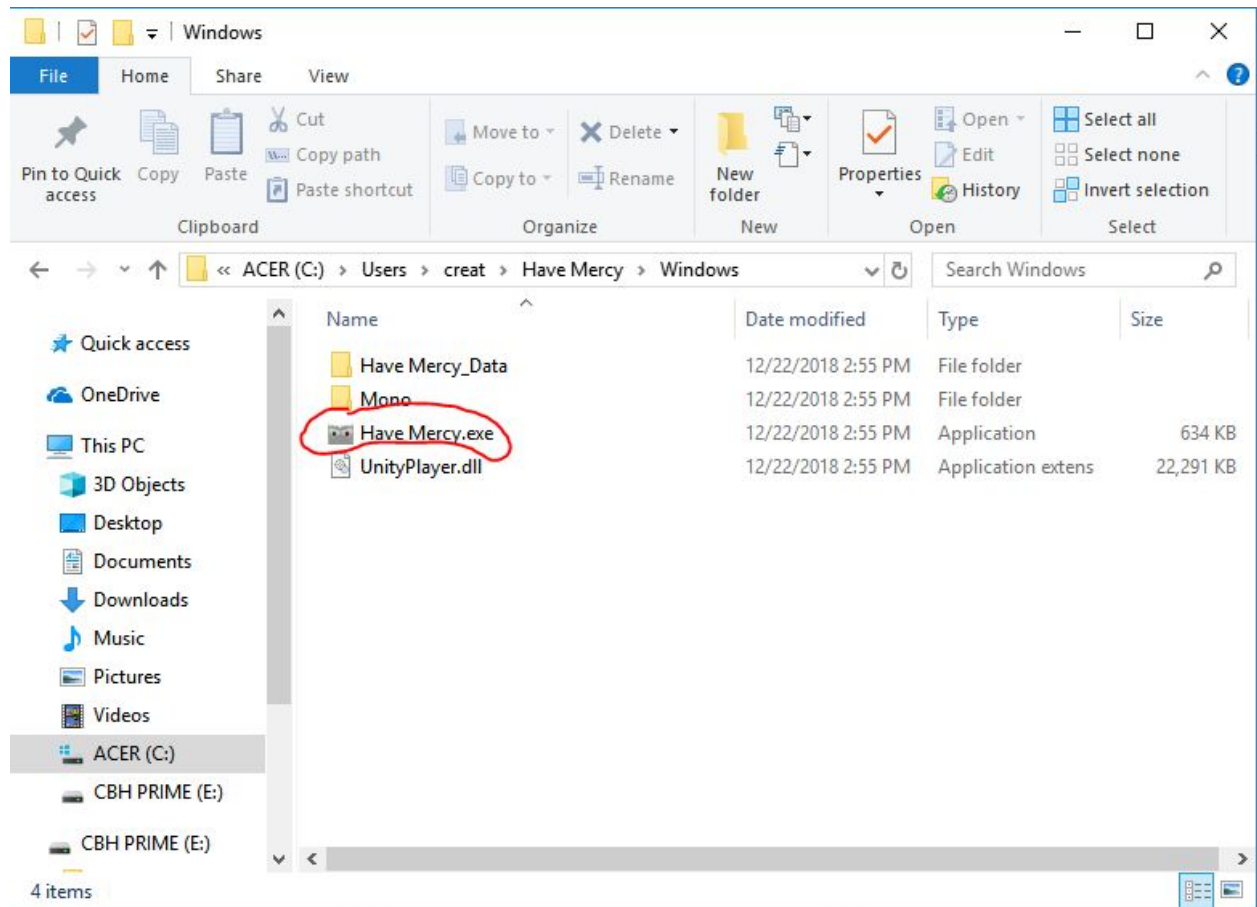 Windows
File Home Share View
Pin to Quick access
Copy
Paste
Cut
Copy path
Paste shortcut
Clipboard
Move to
Copy to
Delete
Rename
Organize
New folder
New
Properties
Open
Edit
History
Open
Select all
Select none
Invert selection
Select
« ACER (C:) > Users > creat > Have Mercy > Windows
Search Windows
Quick access
OneDrive
This PC
3D Objects
Desktop
Documents
Downloads
Music
Pictures
Videos
ACER (C:)
CBH PRIME (E:)
CBH PRIME (E:)
Name Date modified Type Size
Have Mercy_Data 12/22/2018 2:55 PM File folder
Mono 12/22/2018 2:55 PM File folder
Have Mercy.exe 12/22/2018 2:55 PM Application 634 KB
UnityPlayer.dll 12/22/2018 2:55 PM Application extens 22,291 KB
4 items